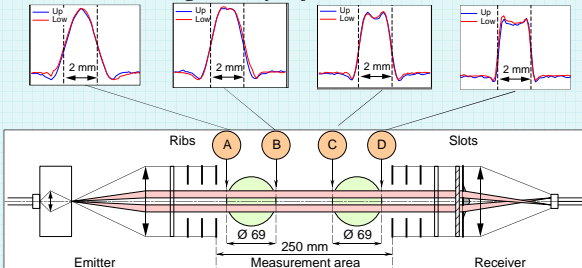 Up
Low
2 mm
Up
Low
2 mm
Up
Low
2 mm
Up
Low
2 mm
Ribs
A
B
C
D
Slots
Ø 69
Ø 69
250 mm
Emitter
Measurement area
Receiver